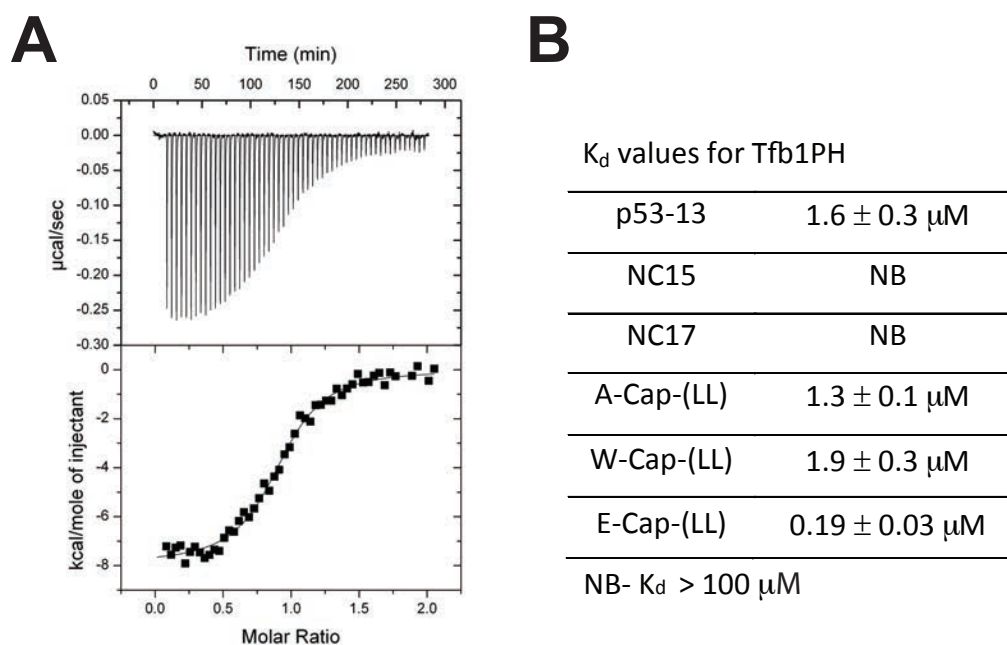 A
Time (min)
0 50 100 150 200 250 300
0.05
0.00
-0.05
-0.10
-0.15
-0.20
-0.25
-0.30
µcal/sec
0
-2
-4
-6
-8
kcal/mole of injectant
0.0 0.5 1.0 1.5 2.0
Molar Ratio
B
Kd values for Tfb1PH
p53-13 1.6 ± 0.3 µM
NC15 NB
NC17 NB
A-Cap-(LL) 1.3 ± 0.1 µM
W-Cap-(LL) 1.9 ± 0.3 µM
E-Cap-(LL) 0.19 ± 0.03 µM
NB- Kd > 100 µM